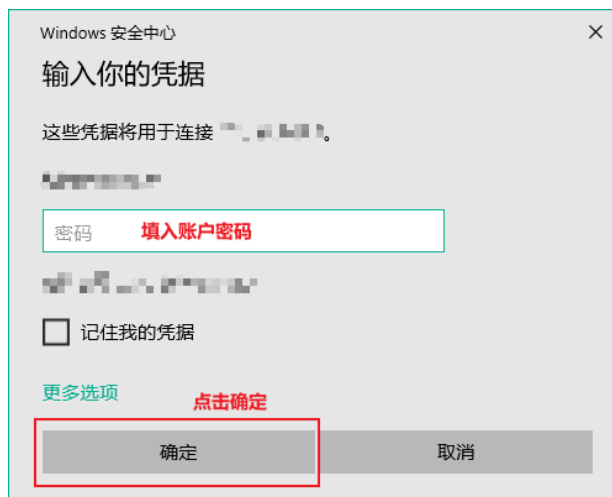 Windows 安全中心
输入你的凭据
这些凭据将用于连接
密码 填入账户密码
记住我的凭据
更多选项
点击确定
确定 取消